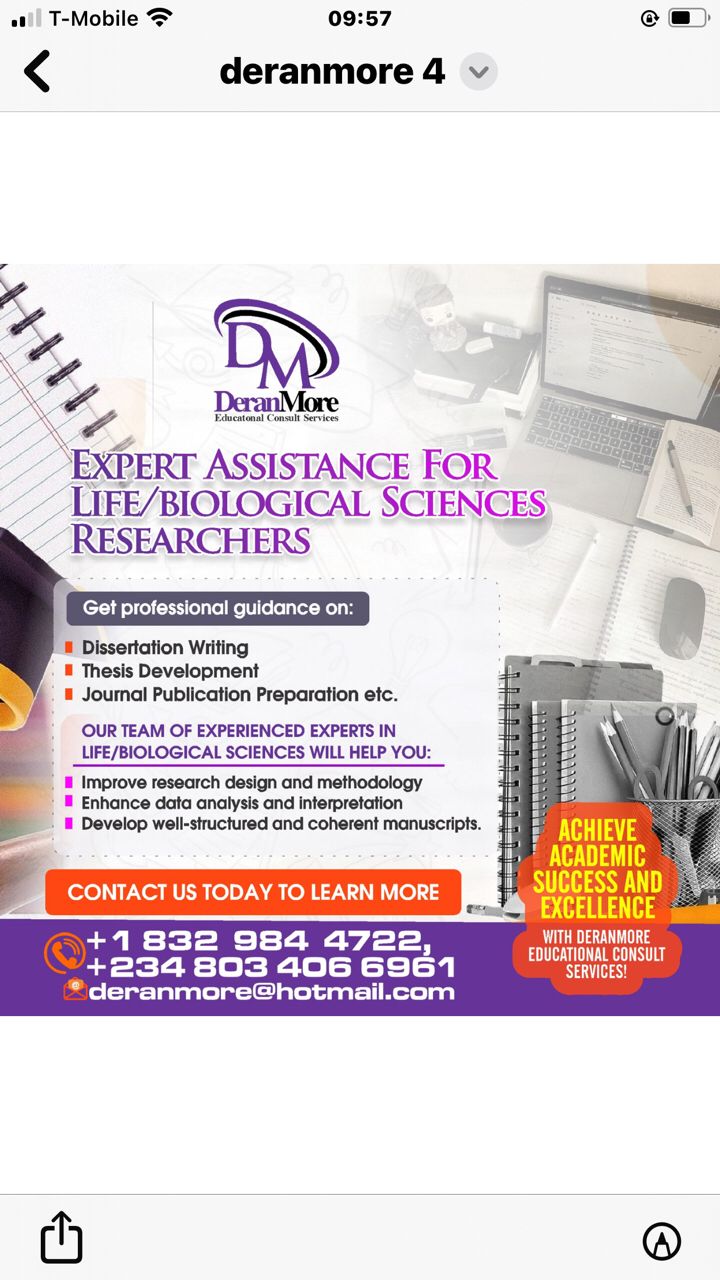 T-Mobile 09:57
deranmore 4
DM
DeranMore
Educatonal Consult Services
EXPERT ASSISTANCE FOR
LIFE/BIOLOGICAL SCIENCES
RESEARCHERS
Get professional guidance on:
Dissertation Writing
Thesis Development
Journal Publication Preparation etc.
OUR TEAM OF EXPERIENCED EXPERTS IN
LIFE/BIOLOGICAL SCIENCES WILL HELP YOU:
Improve research design and methodology
Enhance data analysis and interpretation
Develop well-structured and coherent manuscripts.
CONTACT US TODAY TO LEARN MORE
+1 832 984 4722,
+234 803 406 6961
deranmore@hotmail.com
ACHIEVE
ACADEMIC
SUCCESS AND
EXCELLENCE
WITH DERANMORE
EDUCATIONAL CONSULT
SERVICES!